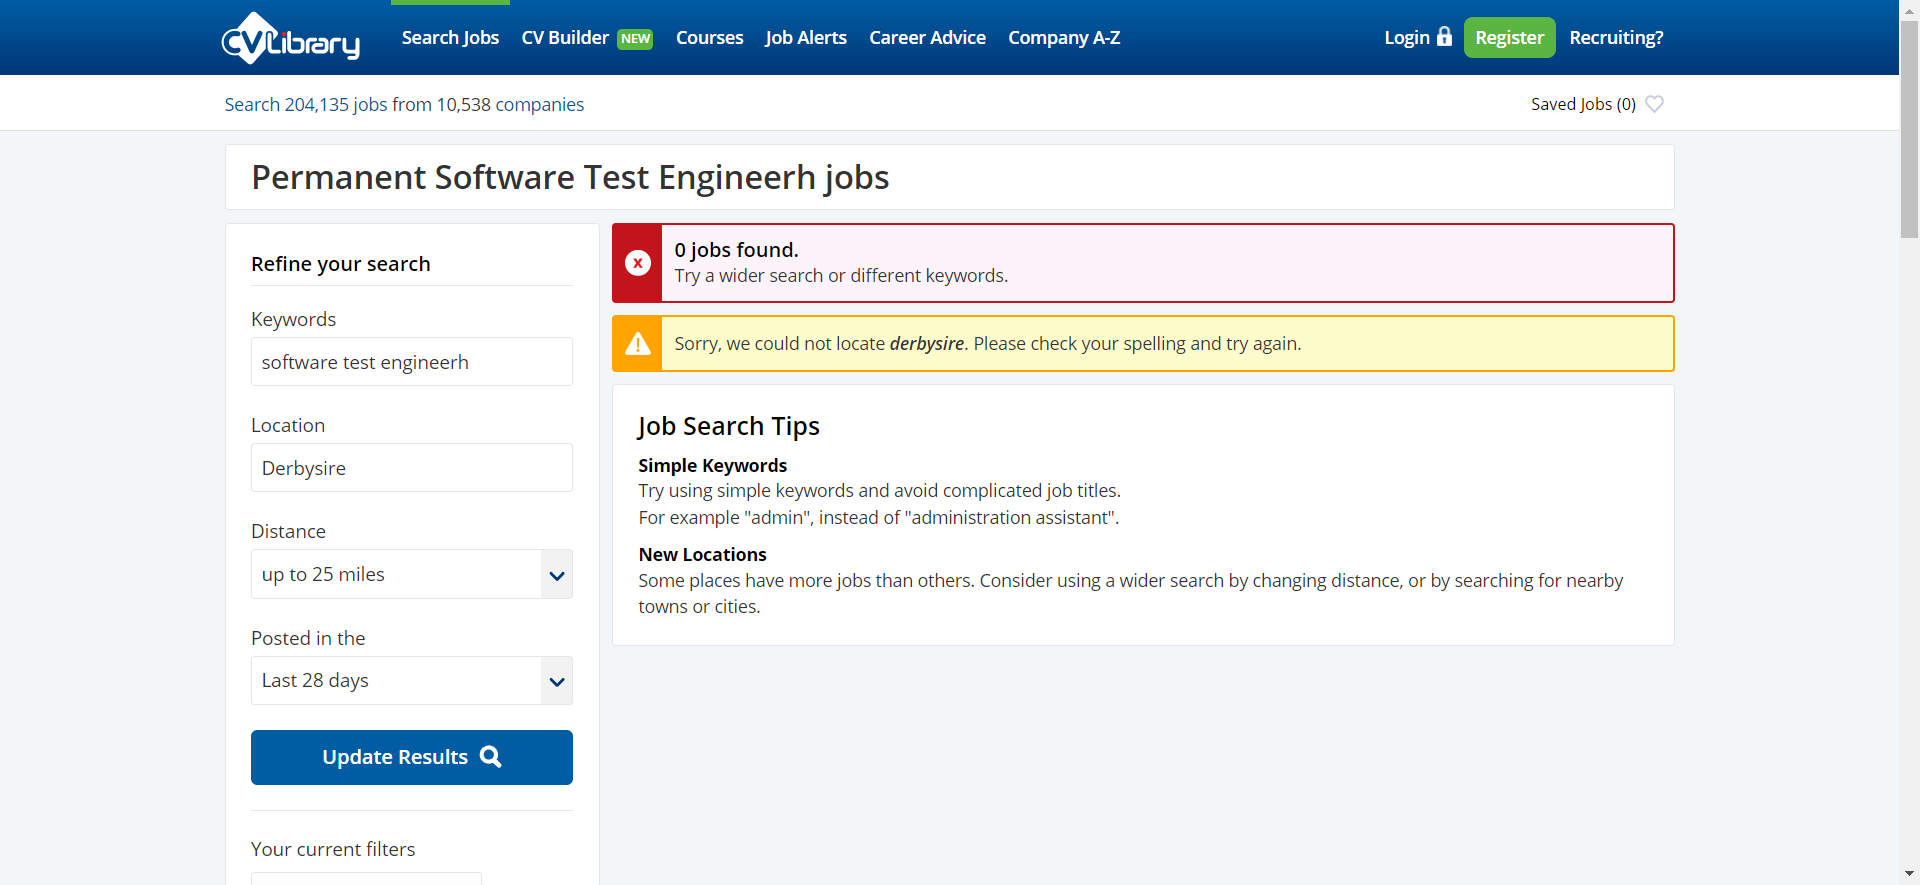 CVLibrary
Search Jobs
CV Builder NEW
Courses
Job Alerts
Career Advice
Company A-Z
Login
Register
Recruiting?
Search 204,135 jobs from 10,538 companies
Saved Jobs (0)
Permanent Software Test Engineerh jobs
Refine your search
Keywords
software test engineerh
Location
Derbysire
Distance
up to 25 miles
Posted in the
Last 28 days
Update Results
Your current filters
0 jobs found.
Try a wider search or different keywords.
Sorry, we could not locate derbysire. Please check your spelling and try again.
Job Search Tips
Simple Keywords
Try using simple keywords and avoid complicated job titles.
For example "admin", instead of "administration assistant".
New Locations
Some places have more jobs than others. Consider using a wider search by changing distance, or by searching for nearby
towns or cities.